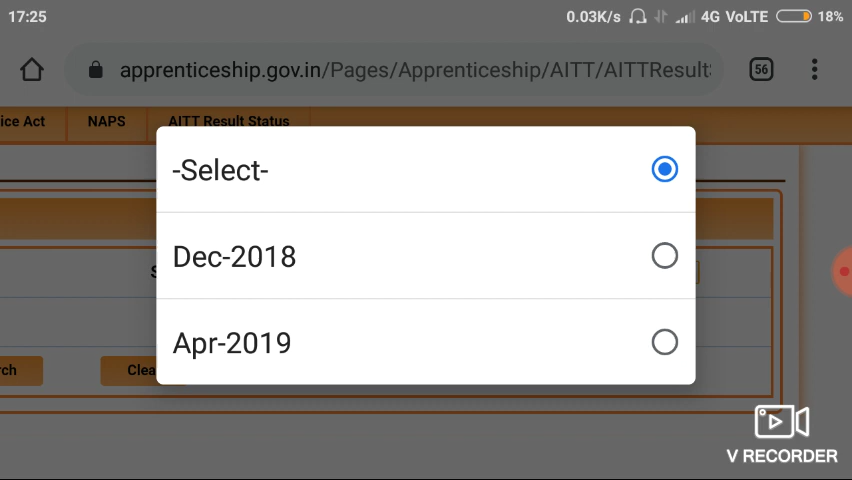 17:25 0.03K/s 4G VoLTE 18%
apprenticeship.gov.in/Pages/Apprenticeship/AITT/AITTResult 56
ice Act NAPS AITT Result Status
-Select-
Dec-2018
Apr-2019
rch Clea
V RECORDER